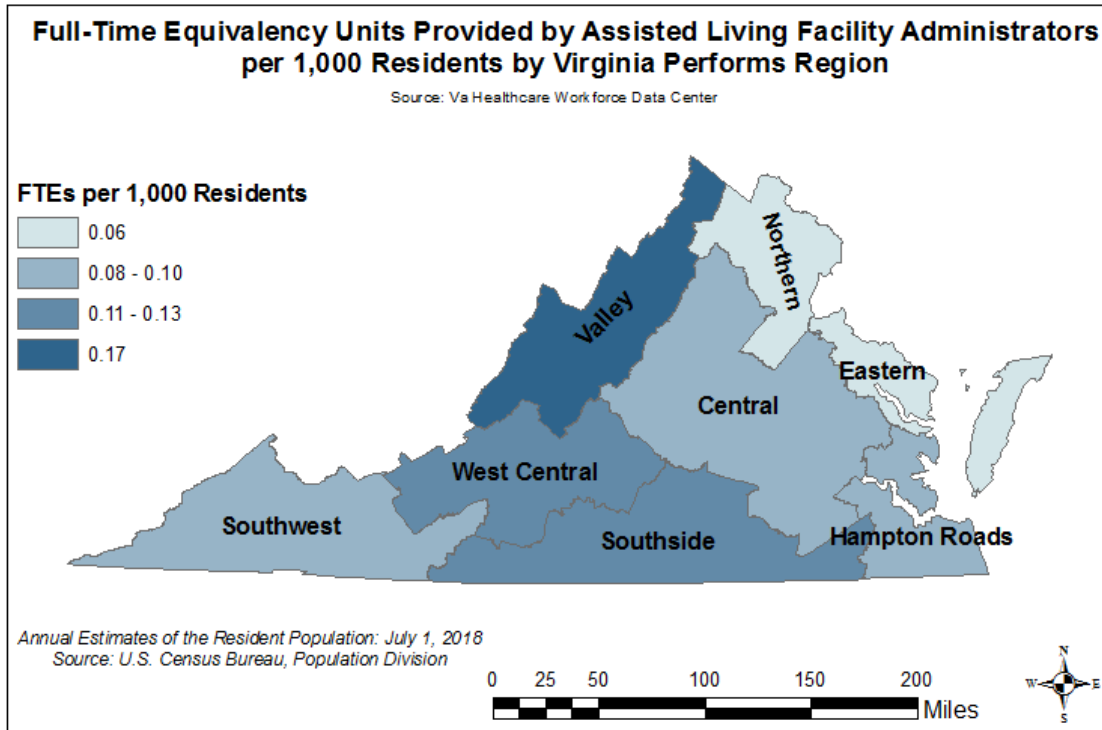 Full-Time Equivalency Units Provided by Assisted Living Facility Administrators
per 1,000 Residents by Virginia Performs Region
Source: Va Healthcare Workforce Data Center
FTEs per 1,000 Residents
0.06
0.08 - 0.10
0.11 - 0.13
0.17
Northern
Valley
Eastern
Central
West Central
Southwest
Southside
Hampton Roads
Annual Estimates of the Resident Population: July 1, 2018
Source: U.S. Census Bureau, Population Division
0 25 50 100 150 200
Miles
N
W E
S